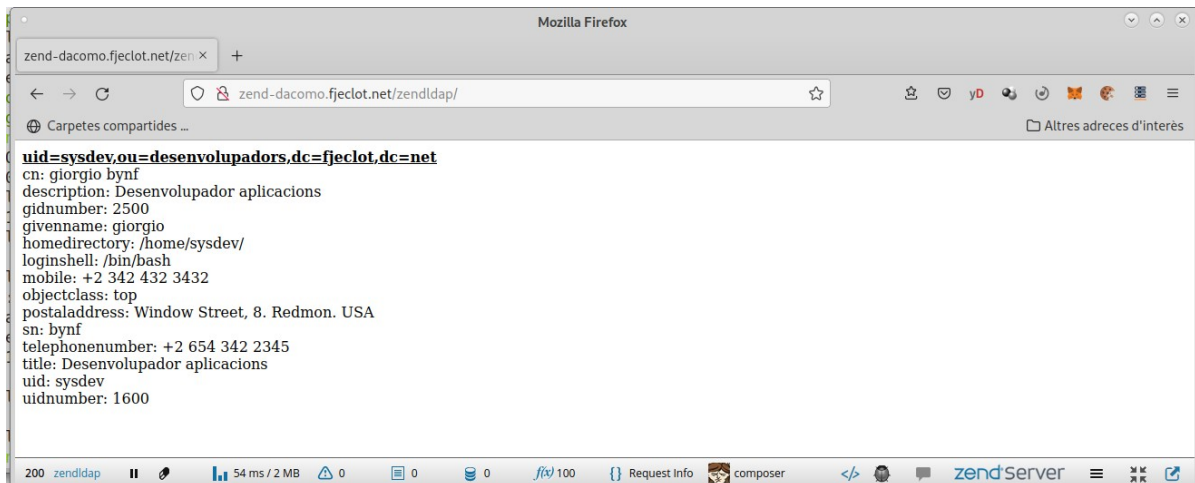 Mozilla Firefox
zend-dacomo.fjeclot.net/zen
zend-dacomo.fjeclot.net/zendldap/
yD
Carpetes compartides ...
Altres adreces d'interès
uid=sysdev,ou=desenvolupadors,dc=fjeclot,dc=net
cn: giorgio bynf
description: Desenvolupador aplicacions
gidnumber: 2500
givenname: giorgio
homedirectory: /home/sysdev/
loginshell: /bin/bash
mobile: +2 342 432 3432
objectclass: top
postaladdress: Window Street, 8. Redmon. USA
sn: bynf
telephonenumber: +2 654 342 2345
title: Desenvolupador aplicacions
uid: sysdev
uidnumber: 1600
200 zendldap 54 ms / 2 MB 0 0 0 f(x) 100 {} Request Info composer </> zend Server